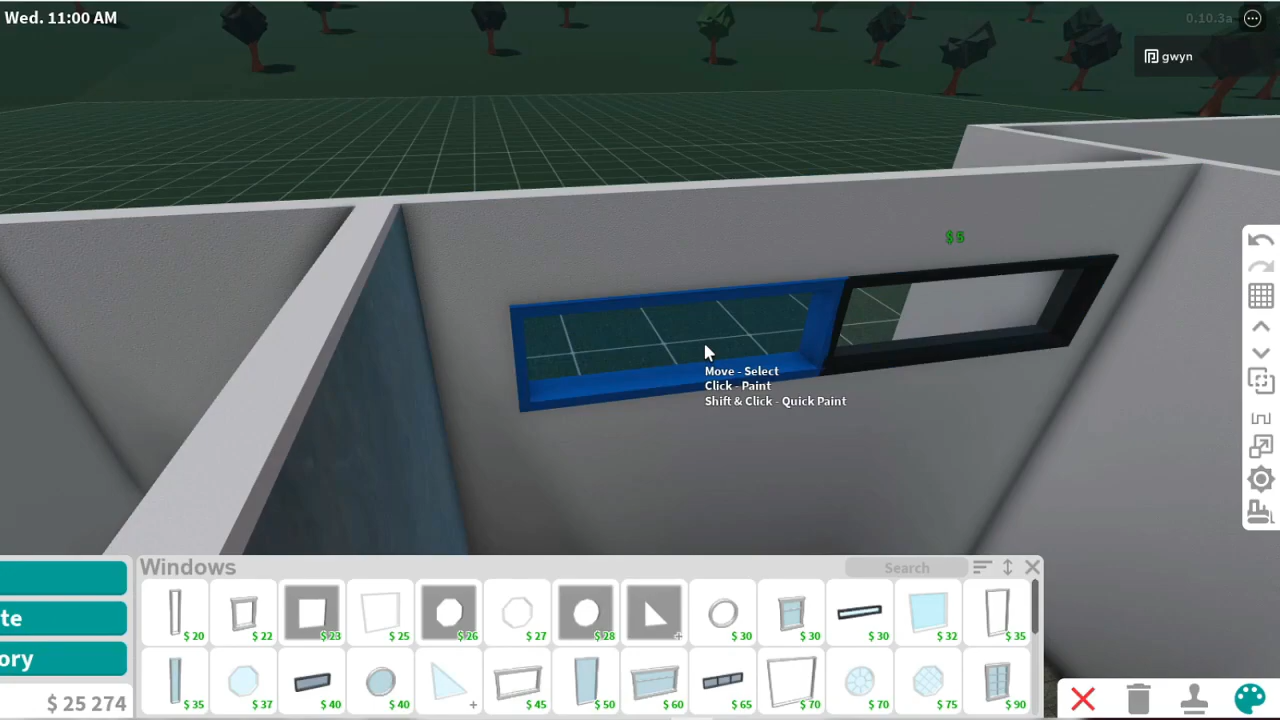 Wed. 11:00 AM
0.10.3a
gwyn
$ 5
Move - Select
Click - Paint
Shift & Click - Quick Paint
Windows
Search
te
ory
$ 25 274
$ 20
$ 22
$ 23
$ 25
$ 26
$ 27
$ 28
+
$ 30
$ 30
$ 30
$ 32
$ 35
$ 35
$ 37
$ 40
$ 40
+
$ 45
$ 50
$ 60
$ 65
$ 70
$ 70
$ 75
$ 90